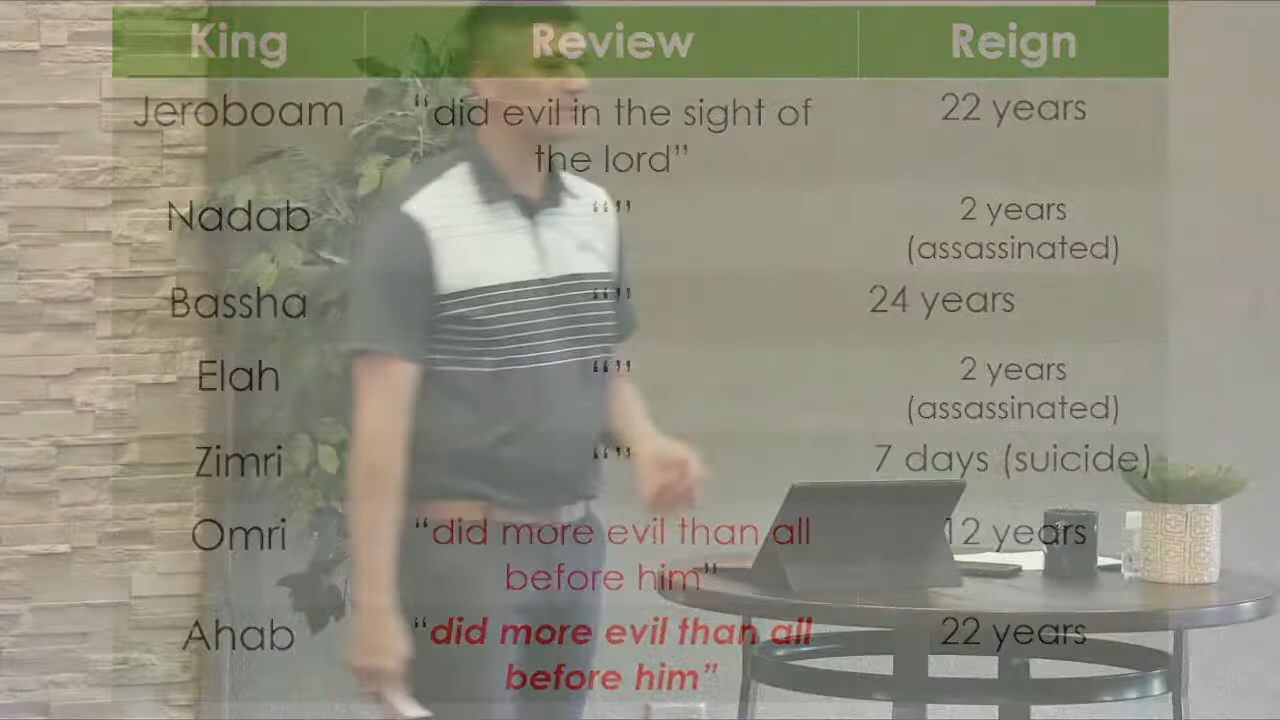 King Review Reign
Jeroboam “did evil in the sight of 22 years
the lord”
Nadab “” 2 years
(assassinated)
Bassha “” 24 years
Elah “” 2 years
(assassinated)
Zimri “” 7 days (suicide)
Omri “did more evil than all 12 years
before him”
Ahab “did more evil than all 22 years
before him”